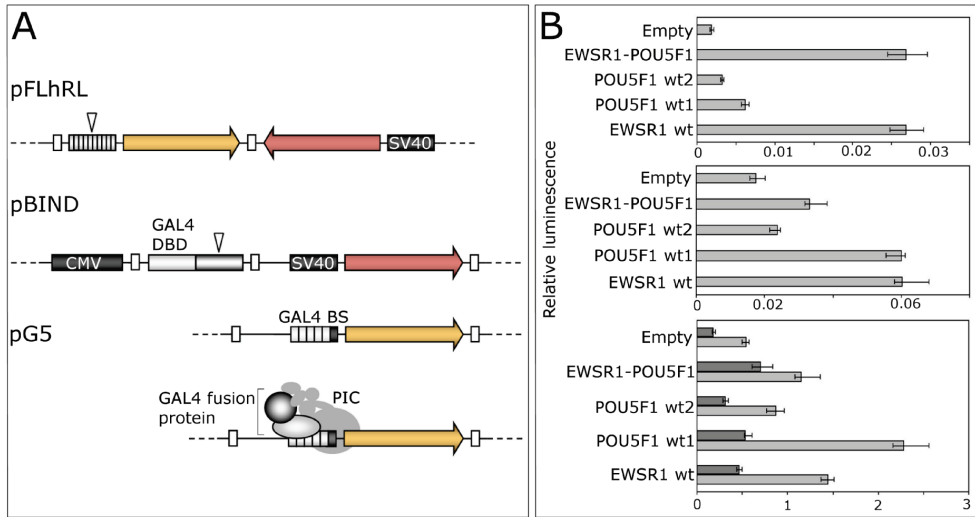 A
pFLhRL
SV40
pBIND
GAL4
DBD
CMV
SV40
GAL4 BS
pG5
GAL4 fusion
protein
PIC
B
Relative luminescence
Empty
EWSR1-POU5F1
POU5F1 wt2
POU5F1 wt1
EWSR1 wt
0 0.01 0.02 0.03
Empty
EWSR1-POU5F1
POU5F1 wt2
POU5F1 wt1
EWSR1 wt
0 0.02 0.06
Empty
EWSR1-POU5F1
POU5F1 wt2
POU5F1 wt1
EWSR1 wt
0 1 2 3